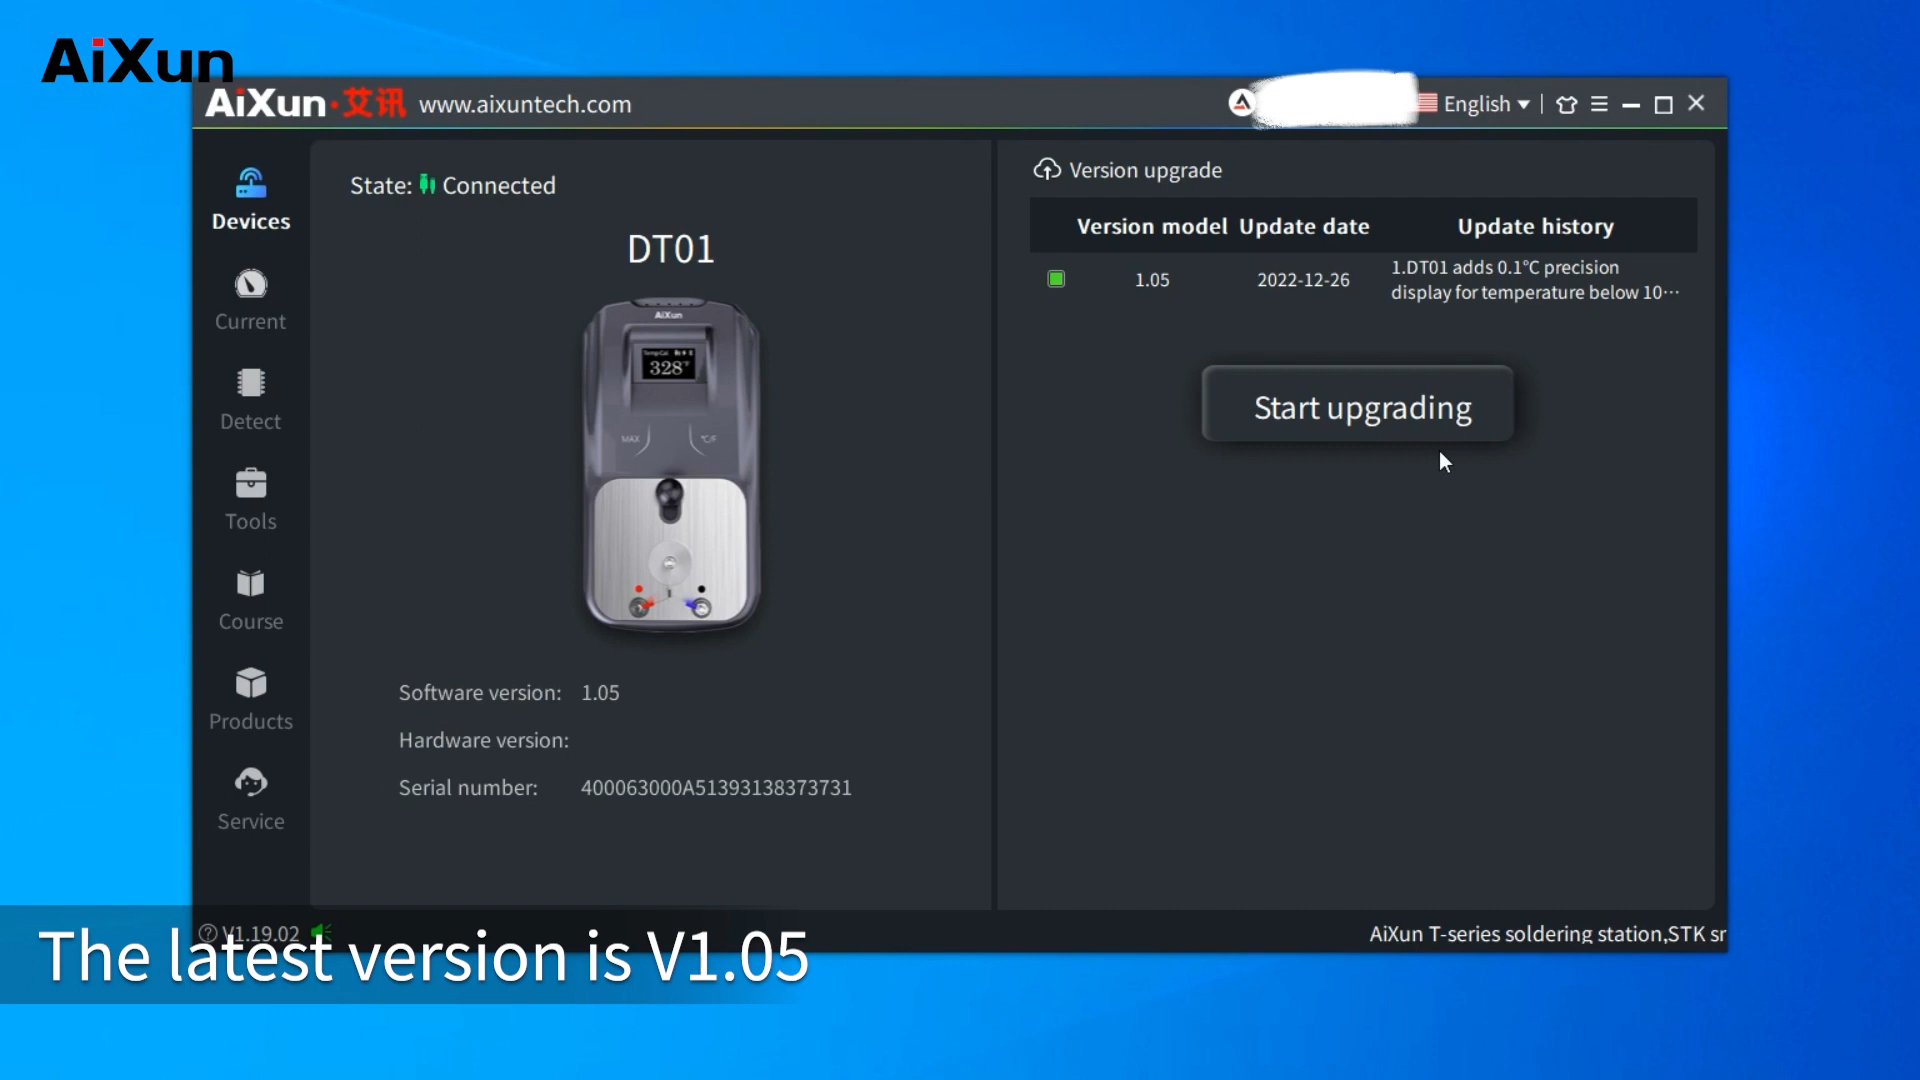 AiXun
AiXun·艾讯 www.aixuntech.com
English
Devices
Current
Detect
Tools
Course
Products
Service
State: Connected
DT01
AiXun
328
MAX
℃/F
Software version: 1.05
Hardware version:
Serial number: 400063000A51393138373731
Version upgrade
Version model Update date Update history
1.05 2022-12-26 1.DT01 adds 0.1℃ precision
display for temperature below 10…
Start upgrading
V1.19.02
AiXun T-series soldering station,STK sr
The latest version is V1.05